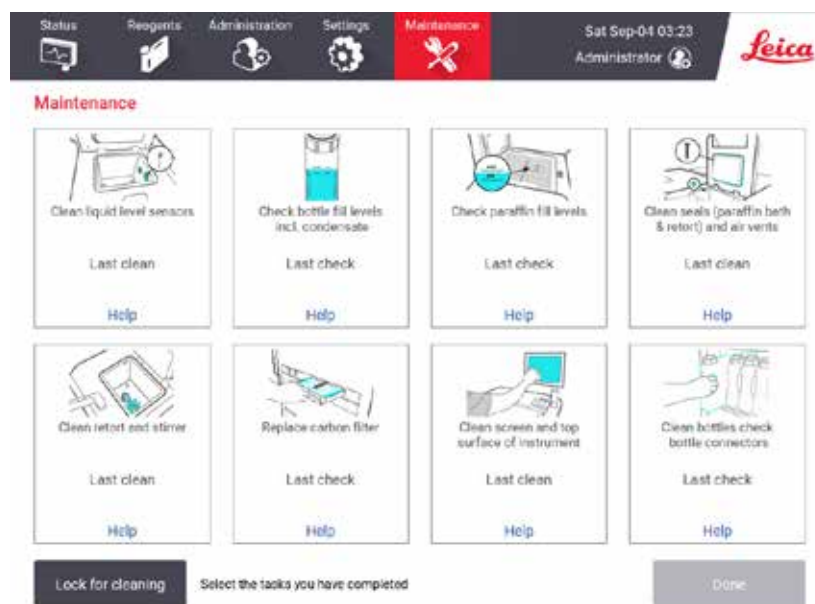 Status Reagents Administration Settings Maintenance
Sat Sep-04 03:23
Administrator
Leica
Maintenance
Clean liquid level sensors
Last clean
Help
Check bottle fill levels
incl. condensate
Last check
Help
Check paraffin fill levels
Last check
Help
Clean seals (paraffin bath
& retort) and air vents
Last clean
Help
Clean retort and stirrer
Last clean
Help
Replace carbon filter
Last check
Help
Clean screen and top
surface of instrument
Last clean
Help
Clean bottles check
bottle connectors
Last check
Help
Lock for cleaning
Select the tasks you have completed
Done